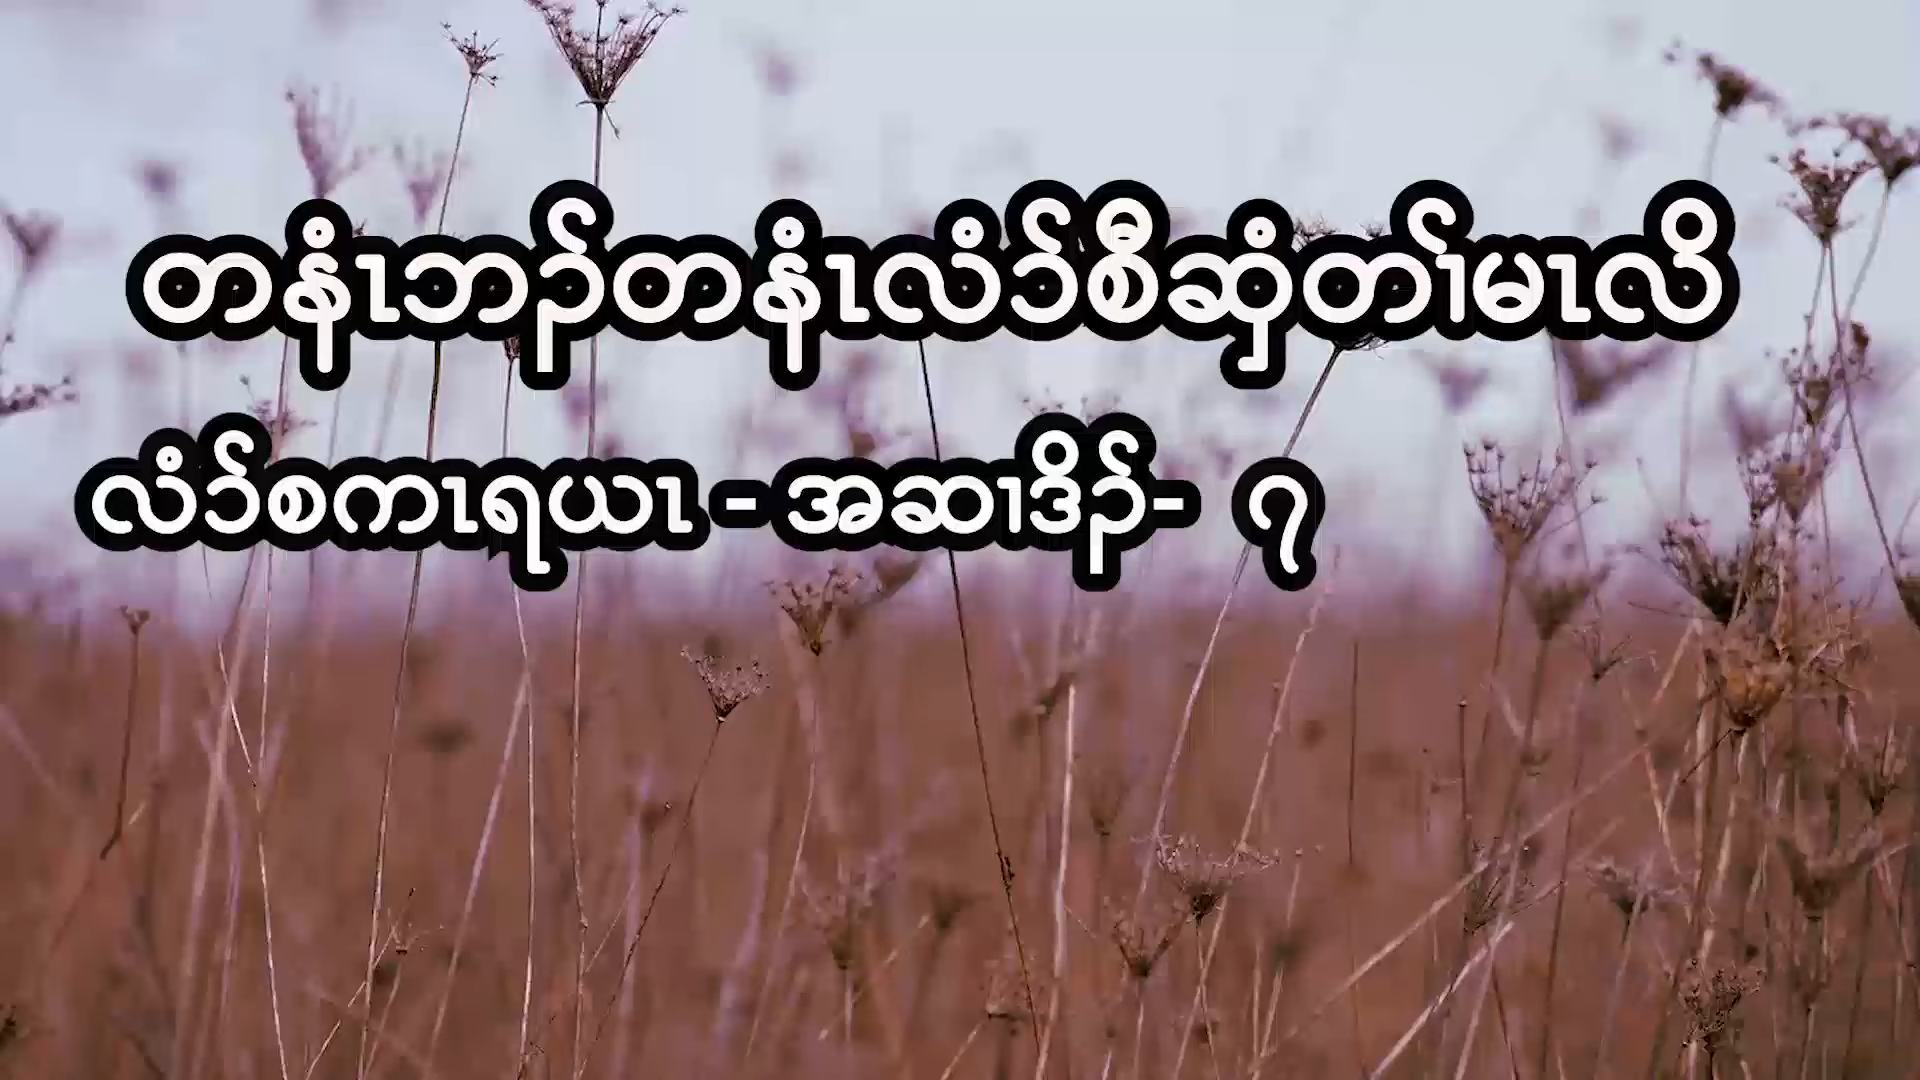 တနံၤဘၣ်တနံၤလံာ်စီဆှံတၢ်မၤလိ
လံာ်စကၤရယၤ - အဆၢဒိၣ်- ၇